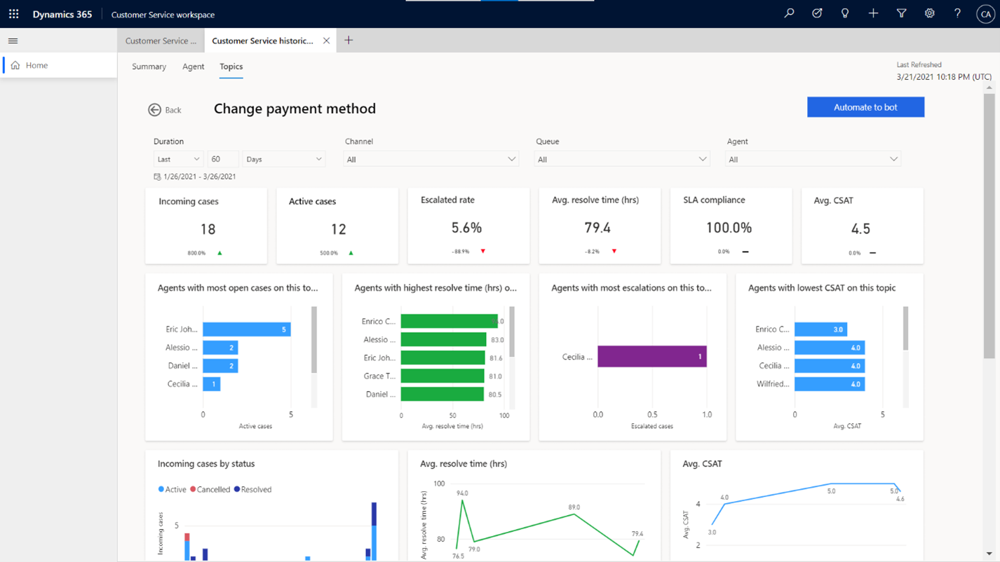 Dynamics 365
Customer Service workspace
CA
Customer Service ...
Customer Service historic...
Home
Summary Agent Topics
Last Refreshed
3/21/2021 10:18 PM (UTC)
Back
Change payment method
Automate to bot
Duration Channel Queue Agent
Last 60 Days All All All
1/26/2021 - 3/26/2021
Incoming cases
18
800.0%
Active cases
12
500.0%
Escalated rate
5.6%
-88.9%
Avg. resolve time (hrs)
79.4
-8.2%
SLA compliance
100.0%
0.0%
Avg. CSAT
4.5
0.0%
Agents with most open cases on this to...
Eric Joh... 5
Alessio ... 2
Daniel ... 2
Cecilia ... 1
0 5
Active cases
Agents with highest resolve time (hrs) o...
Enrico C...
Alessio ... 83.0
Eric Joh... 81.6
Grace T... 81.0
Daniel ... 80.5
0 50 100
Avg. resolve time (hrs)
Agents with most escalations on this to...
Cecilia ... 1
0.0 0.5 1.0
Escalated cases
Agents with lowest CSAT on this topic
Enrico C... 3.0
Alessio ... 4.0
Cecilia ... 4.0
Wilfried... 4.0
0 5
Avg. CSAT
Incoming cases by status
Active Cancelled Resolved
Incoming cases
5
Avg. resolve time (hrs)
Avg. resolve time (hrs)
100
80
94.0
76.5
79.0
89.0
79.4
Avg. CSAT
Avg. CSAT
4
2
3.0
4.0
5.0
5.0
4.6